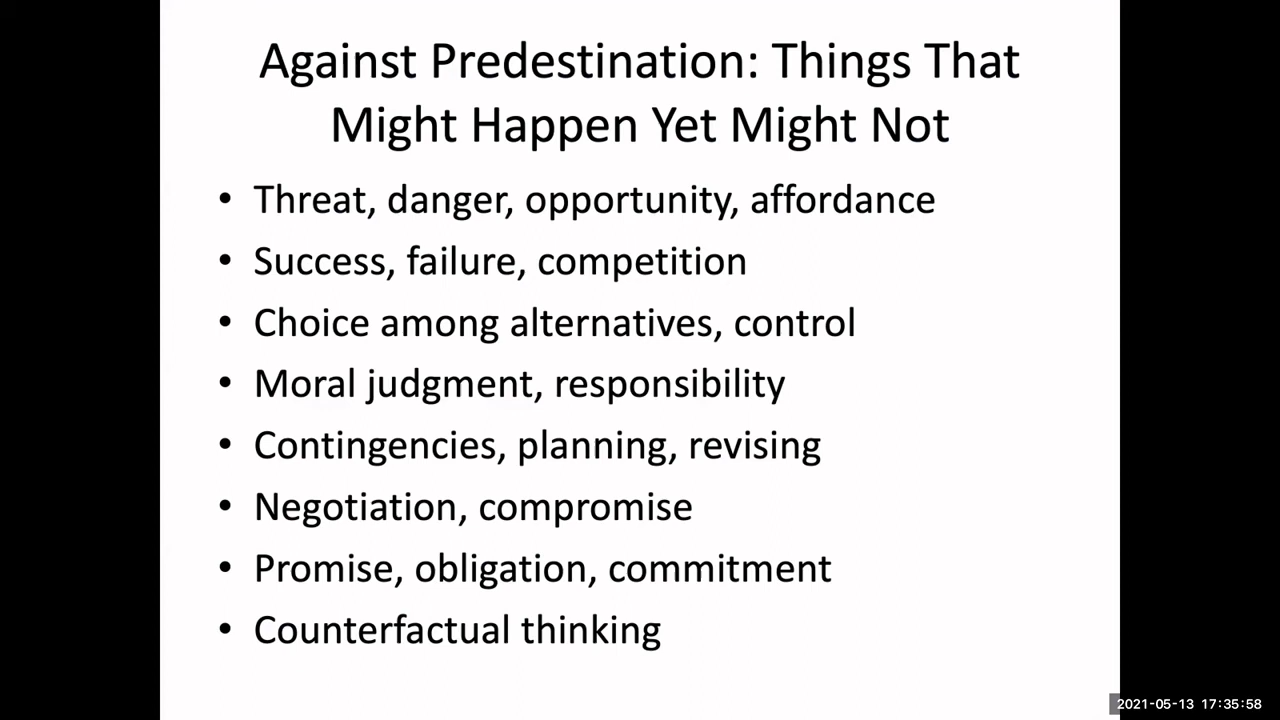 Against Predestination: Things That
Might Happen Yet Might Not
• Threat, danger, opportunity, affordance
• Success, failure, competition
• Choice among alternatives, control
• Moral judgment, responsibility
• Contingencies, planning, revising
• Negotiation, compromise
• Promise, obligation, commitment
• Counterfactual thinking
2021-05-13 17:35:58